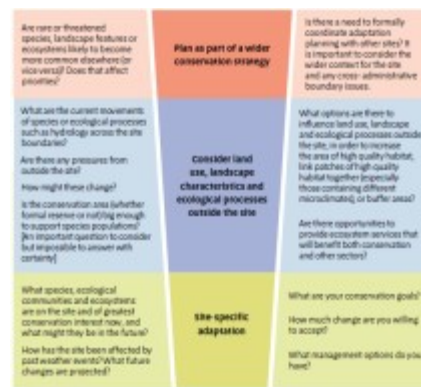 Are rare or threatened
species, landscape features or
ecosystems likely to become
more common elsewhere (or
vice versa)? Does that affect
priorities?
Plan as part of a wider
conservation strategy
Is there a need to formally
coordinate adaptation
planning with other sites? It
is important to consider the
wider context for the site
and any cross- administrative
boundary issues.
What are the current movements
of species or ecological processes
such as hydrology across the site
boundaries?
Are there any pressures from
outside the site?
How might these change?
Is the conservation area (whether
formal reserve or not) big enough
to support species populations?
[An important question to consider
but impossible to answer with
certainty]
Consider land
use, landscape
characteristics and
ecological processes
outside the site
What options are there to
influence land use, landscape
and ecological processes outside
the site, in order to increase
the area of high quality habitat,
link patches of high quality
habitat together (especially
those containing different
microclimates), or buffer areas?
Are there opportunities to
provide ecosystem services that
will benefit both conservation
and other sectors?
What species, ecological
communities and ecosystems
are on the site and of greatest
conservation interest now, and
what might they be in the future?
How has the site been affected by
past weather events? What future
changes are projected?
Site-specific
adaptation
What are your conservation goals?
How much change are you willing
to accept?
What management options do you
have?